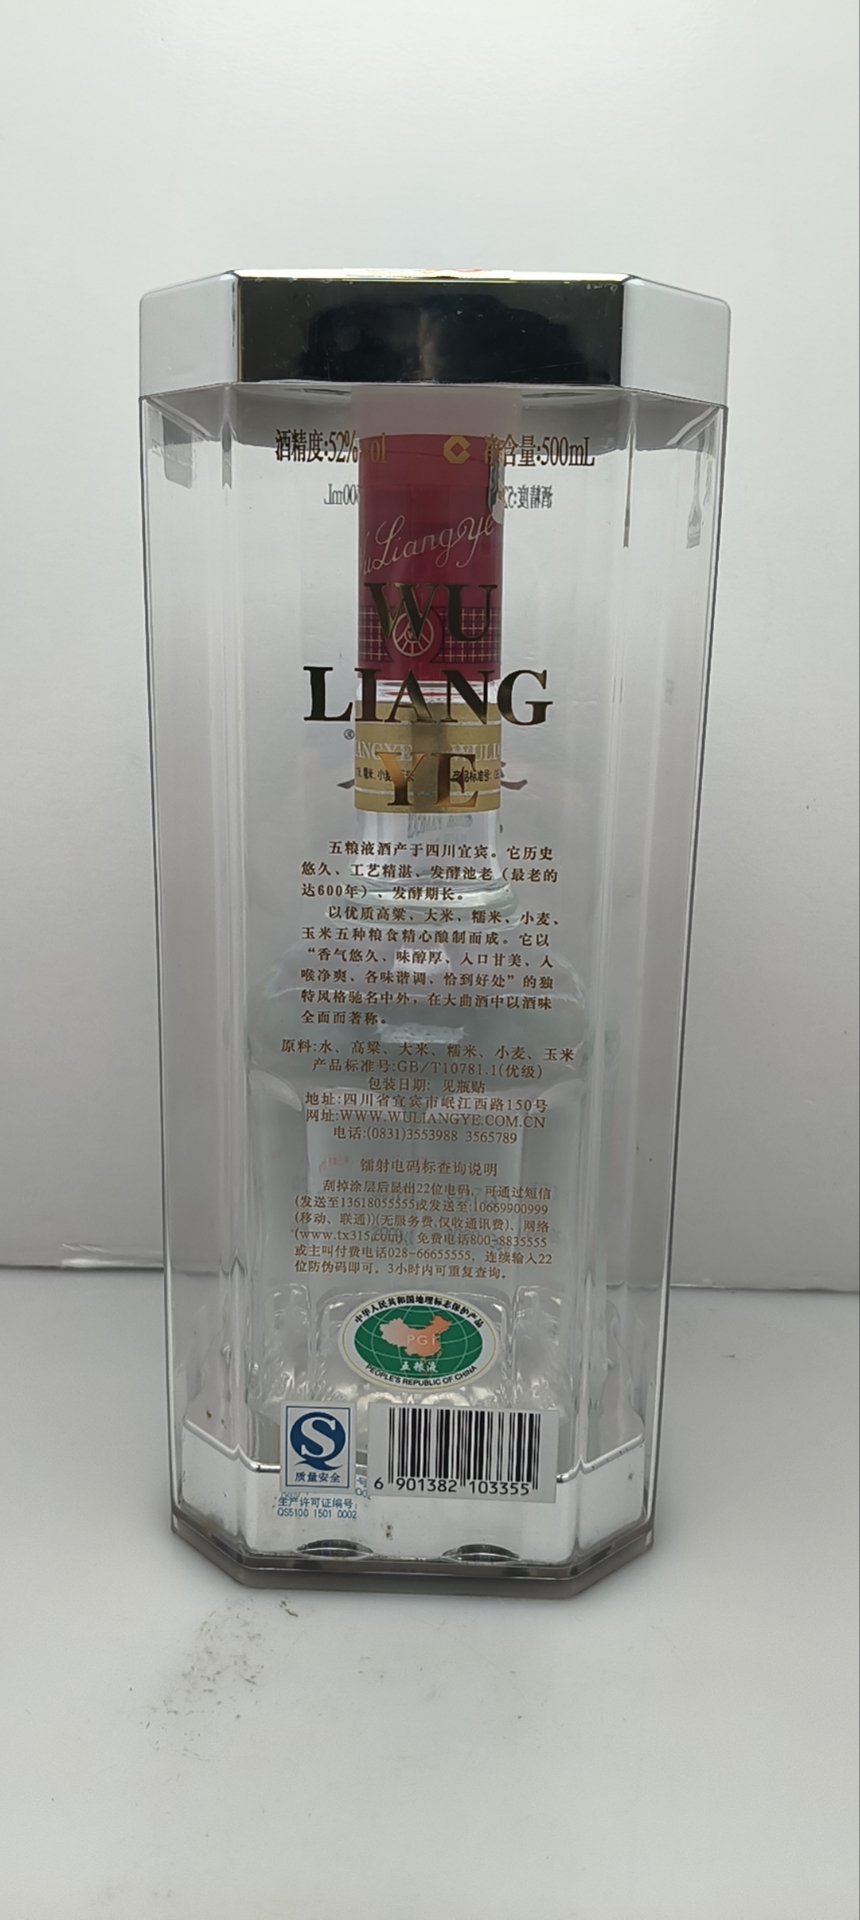 酒精度:52%vol 净含量:500mL
WuLiangYe
WU
LIANG
YE
®
五粮液酒产于四川宜宾。它历史
悠久、工艺精湛、发酵池老（最老的
达600年）、发酵期长。
以优质高粱、大米、糯米、小麦、
玉米五种粮食精心酿制而成。它以
“香气悠久、味醇厚、入口甘美、入
喉净爽、各味谐调、恰到好处”的独
特风格驰名中外，在大曲酒中以酒味
全面而著称。
原料:水、高粱、大米、糯米、小麦、玉米
产品标准号:GB/T10781.1(优级)
包装日期: 见瓶贴
地址:四川省宜宾市岷江西路150号
网址:WWW.WULIANGYE.COM.CN
电话:(0831)3553988 3565789
镭射电码标查询说明
刮掉涂层后显出22位电码，可通过短信
(发送至13618055555或发送至:10669900999
(移动、联通))(无服务费,仅收通讯费)、网络
(www.tx315.com)、免费电话800-8835555
或主叫付费电话028-66655555，连续输入22
位防伪码即可。3小时内可重复查询。
中华人民共和国地理标志保护产品
PGI
五粮液
PEOPLE'S REPUBLIC OF CHINA
质量安全
生产许可证编号:
QS5100 1501 0002
6 901382 103355